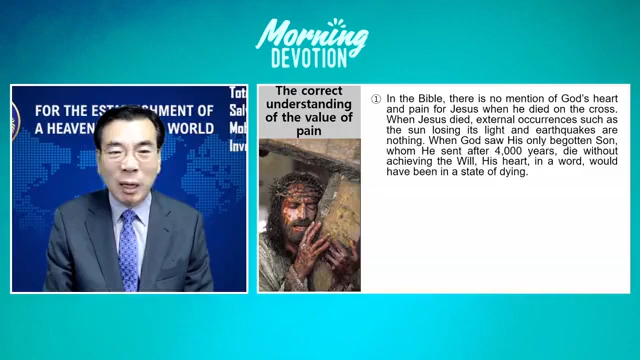 Morning
DEVOTION
FOR THE ESTABLISHMENT OF
A HEAVEN WORLD
The correct
understanding
of the value of
pain
① In the Bible, there is no mention of God's heart
and pain for Jesus when he died on the cross.
When Jesus died, external occurrences such as
the sun losing its light and earthquakes are
nothing. When God saw His only begotten Son,
whom He sent after 4,000 years, die without
achieving the Will, His heart, in a word, would
have been in a state of dying.